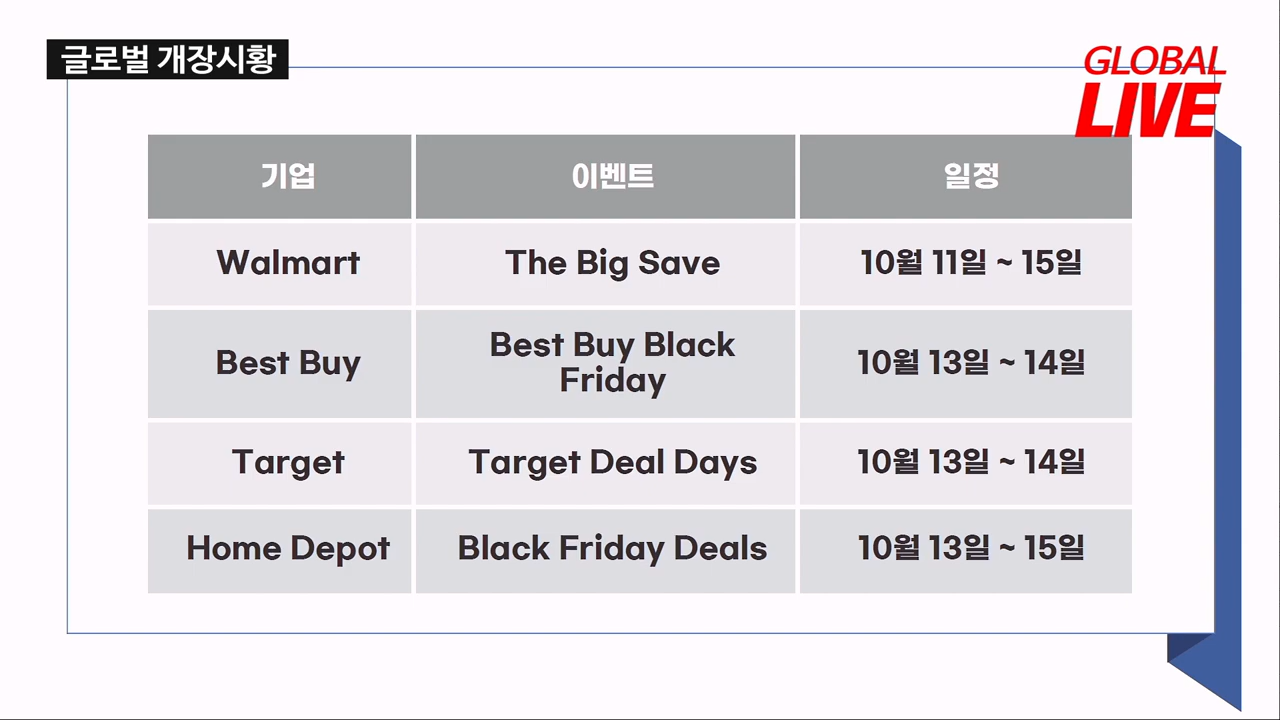 글로벌 개장시황
GLOBAL
LIVE
기업 이벤트 일정
Walmart The Big Save 10월 11일 ~ 15일
Best Buy Best Buy Black
Friday 10월 13일 ~ 14일
Target Target Deal Days 10월 13일 ~ 14일
Home Depot Black Friday Deals 10월 13일 ~ 15일